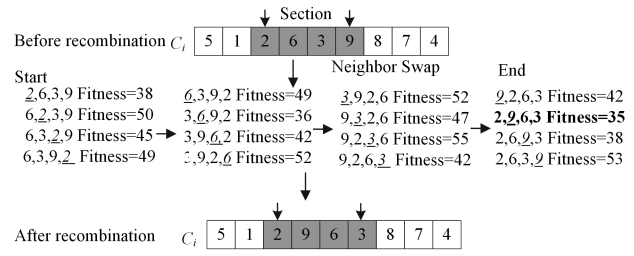 Section
Before recombination Ci 5 1 2 6 3 9 8 7 4
Neighbor Swap
Start
End
2,6,3,9 Fitness=38
6,2,3,9 Fitness=50
6,3,2,9 Fitness=45
6,3,9,2 Fitness=49
6,3,9,2 Fitness=49
3,6,9,2 Fitness=36
3,9,6,2 Fitness=42
,9,2,6 Fitness=52
3,9,2,6 Fitness=52
9,3,2,6 Fitness=47
9,2,3,6 Fitness=55
9,2,6,3 Fitness=42
9,2,6,3 Fitness=42
2,9,6,3 Fitness=35
2,6,9,3 Fitness=38
2,6,3,9 Fitness=53
After recombination Ci 5 1 2 9 6 3 8 7 4